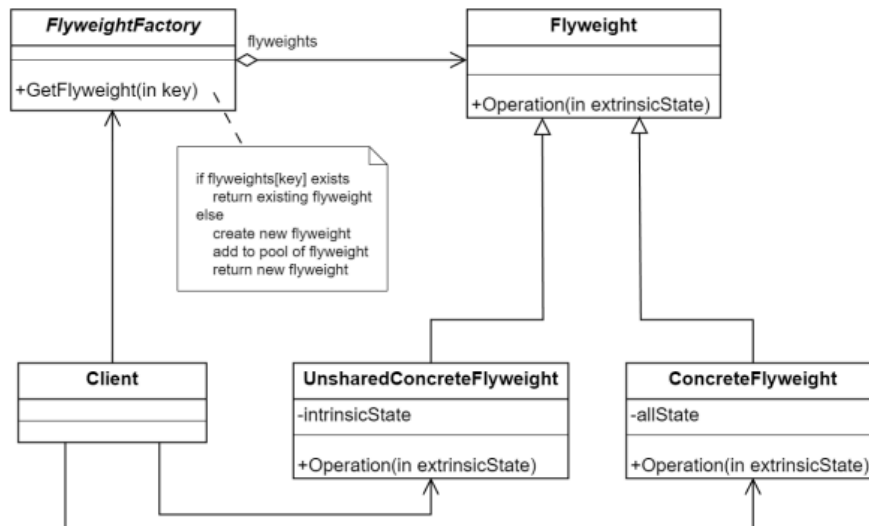 FlyweightFactory
+GetFlyweight(in key)
flyweights
Flyweight
+Operation(in extrinsicState)
if flyweights[key] exists
return existing flyweight
else
create new flyweight
add to pool of flyweight
return new flyweight
Client
UnsharedConcreteFlyweight
-intrinsicState
+Operation(in extrinsicState)
ConcreteFlyweight
-allState
+Operation(in extrinsicState)